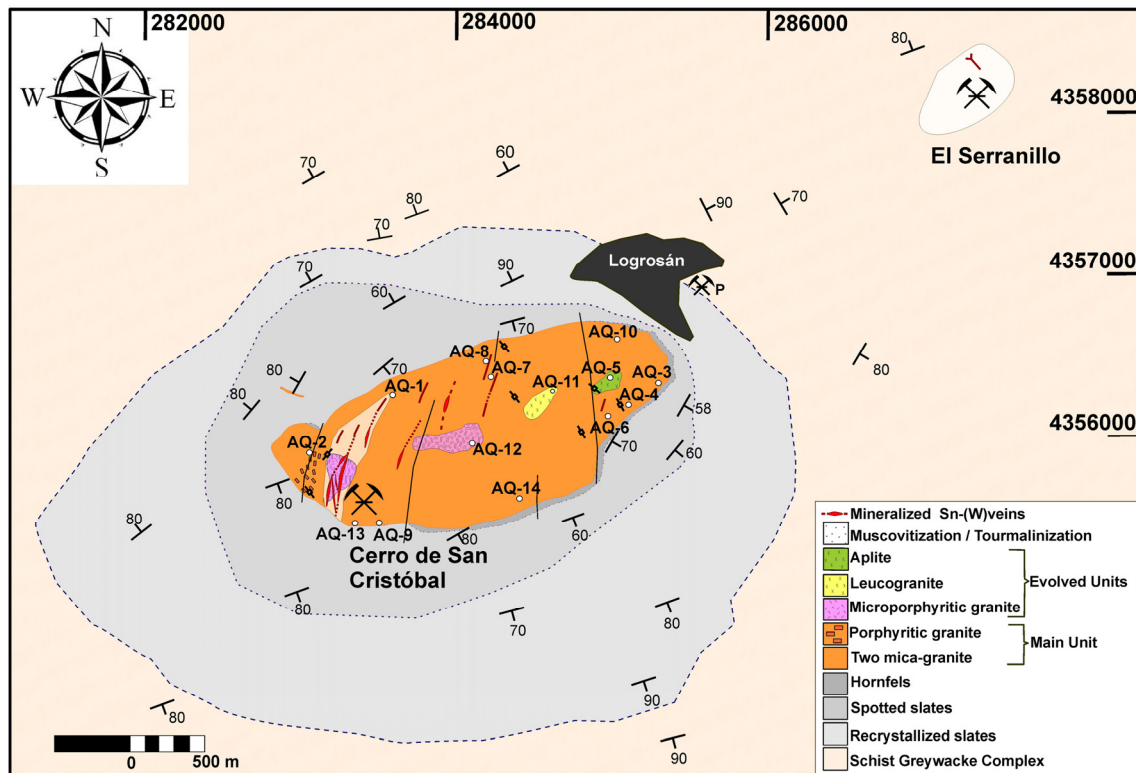 282000
284000
286000
N
W
E
S
80
4358000
El Serranillo
60
70
80
70
90
70
Logrosán
4357000
P
70
90
60
70
AQ-10
AQ-8
AQ-7
AQ-5
AQ-3
80
70
AQ-1
AQ-11
AQ-4
80
80
58
AQ-2
AQ-6
4356000
70
60
AQ-12
80
AQ-14
AQ-13
AQ-9
80
60
80
Cerro de San
Cristóbal
80
70
80
90
80
90
0
500 m
Mineralized Sn-(W)veins
Muscovitization / Tourmalinization
Aplite
Leucogranite
Evolved Units
Microporphyritic granite
Porphyritic granite
Main Unit
Two mica-granite
Hornfels
Spotted slates
Recrystallized slates
Schist Greywacke Complex